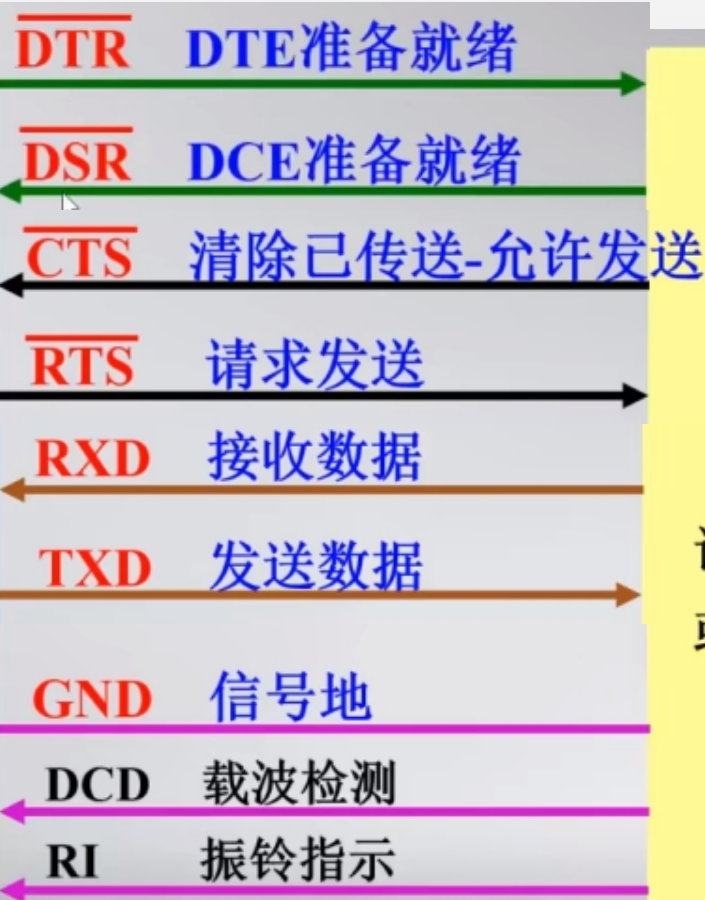 DTR DTE准备就绪
DSR DCE准备就绪
CTS 清除已传送-允许发送
RTS 请求发送
RXD 接收数据
TXD 发送数据
GND 信号地
DCD 载波检测
RI 振铃指示